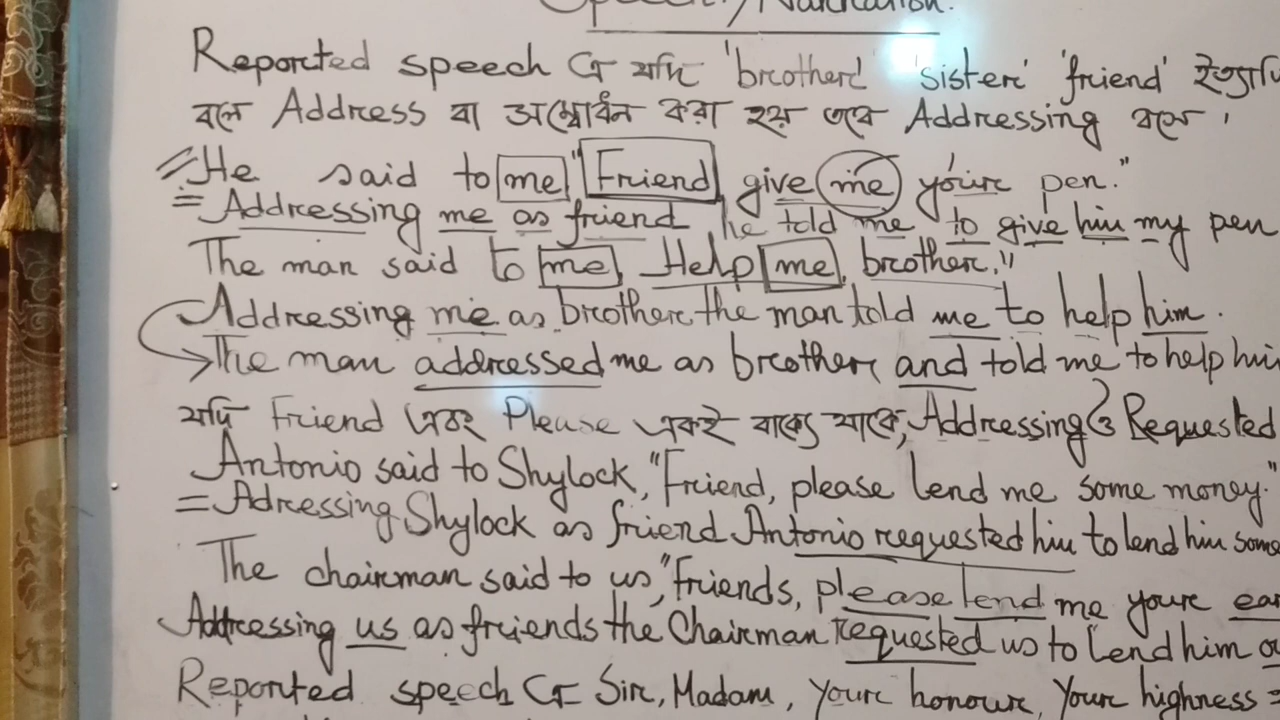 Speech/Narration.
Reported speech এ যদি 'brother' 'sister' 'friend' ইত্যাদি
বলে Address বা সম্বোধন করা হয় তবে Addressing বসে।
He said to me "Friend, give me your pen."
= Addressing me as friend he told me to give him my pen
The man said to me, Help me, brother."
Addressing me as brother the man told me to help him.
→ The man addressed me as brother and told me to help him
যদি Friend এবং Please একই বাক্যে থাকে, Addressing ও Requested
Antonio said to Shylock, "Friend, please lend me some money."
= Adressing Shylock as friend Antonio requested him to lend him some
The chairman said to us, "Friends, please lend me your ear
Addressing us as friends the Chairman requested us to lend him
Reported speech এ Sir, Madam, Your honour, Your highness =